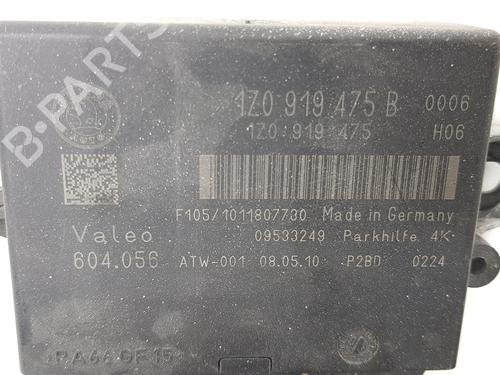 B-PARTS
1Z0 919 475 B 0006
1Z0 919 475 H06
F105/1011807730 Made in Germany
Valeo 09533249 Parkhilfe 4K
604.056 ATW-001 08.05.10 P2BD 0224